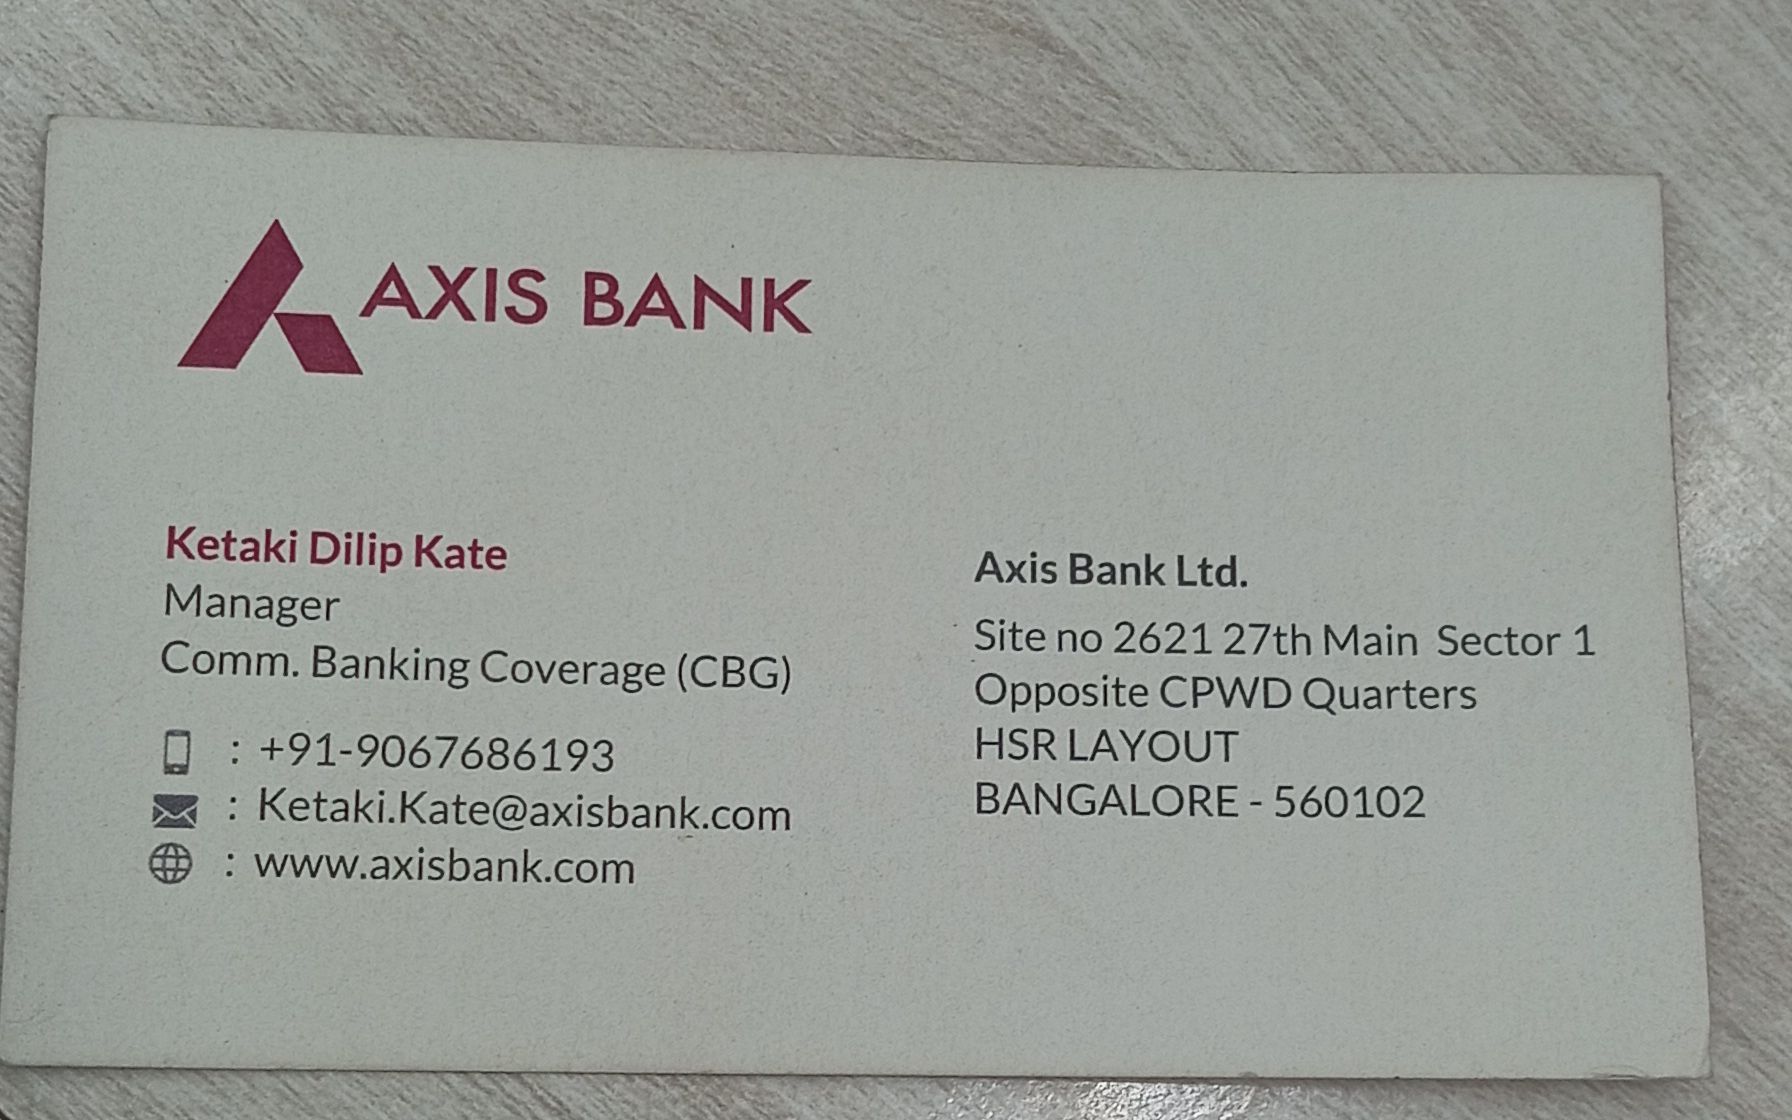 AXIS BANK
Ketaki Dilip Kate
Manager
Comm. Banking Coverage (CBG)
: +91-9067686193
: Ketaki.Kate@axisbank.com
: www.axisbank.com
Axis Bank Ltd.
Site no 2621 27th Main Sector 1
Opposite CPWD Quarters
HSR LAYOUT
BANGALORE - 560102